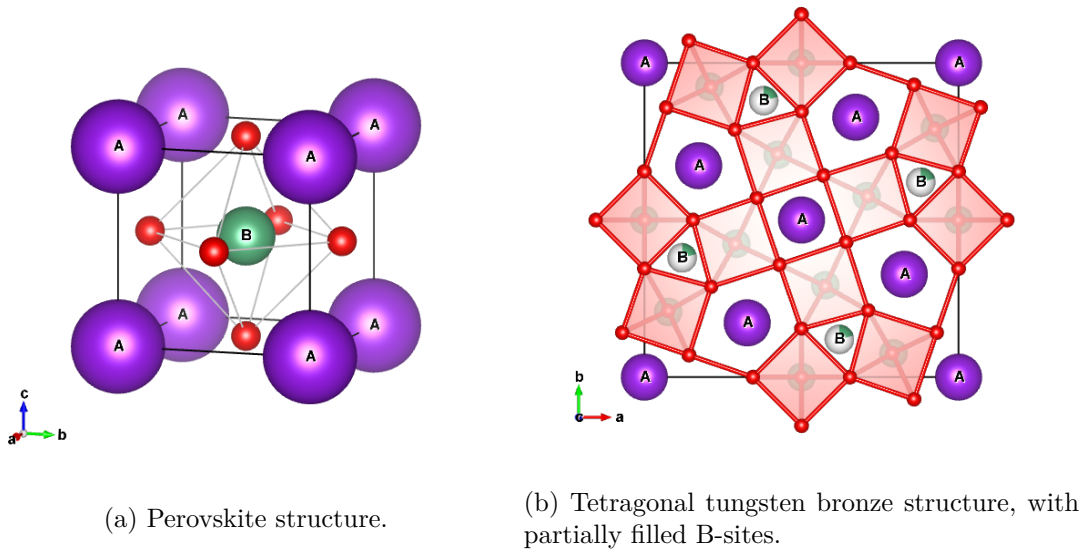 A
A
A
A
B
A
A
A
A
c
a
b
(a) Perovskite structure.
A
A
B
A
A
B
A
B
A
A
B
A
A
b
c
a
(b) Tetragonal tungsten bronze structure, with
partially filled B-sites.